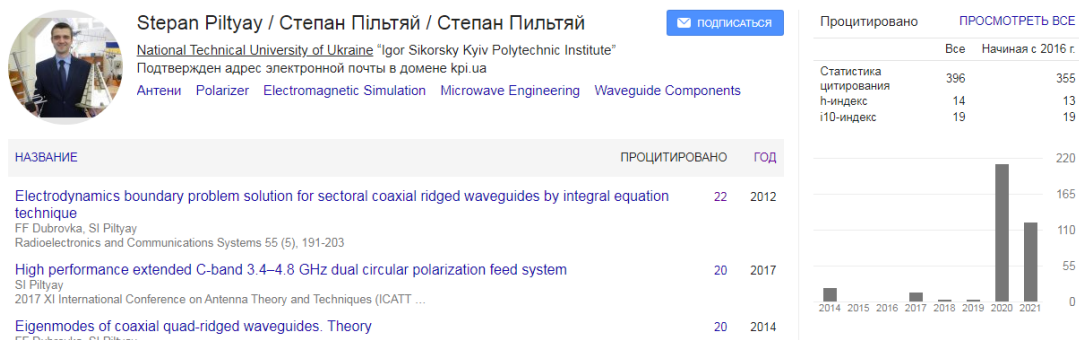 Stepan Piltyay / Степан Пільтяй / Степан Пильтяй
ПОДПИСАТЬСЯ
National Technical University of Ukraine “Igor Sikorsky Kyiv Polytechnic Institute”
Подтвержден адрес электронной почты в домене kpi.ua
Антени Polarizer Electromagnetic Simulation Microwave Engineering Waveguide Components
НАЗВАНИЕ ПРОЦИТИРОВАНО ГОД
Electrodynamics boundary problem solution for sectoral coaxial ridged waveguides by integral equation 22 2012
technique
FF Dubrovka, SI Piltyay
Radioelectronics and Communications Systems 55 (5), 191-203
High performance extended C-band 3.4–4.8 GHz dual circular polarization feed system 20 2017
SI Piltyay
2017 XI International Conference on Antenna Theory and Techniques (ICATT …
Eigenmodes of coaxial quad-ridged waveguides. Theory 20 2014
FF Dubrovka, SI Piltyay
Процитировано ПРОСМОТРЕТЬ ВСЕ
Все Начиная с 2016 г.
Статистика
цитирования 396 355
h-индекс 14 13
i10-индекс 19 19
220
165
110
55
0
2014 2015 2016 2017 2018 2019 2020 2021